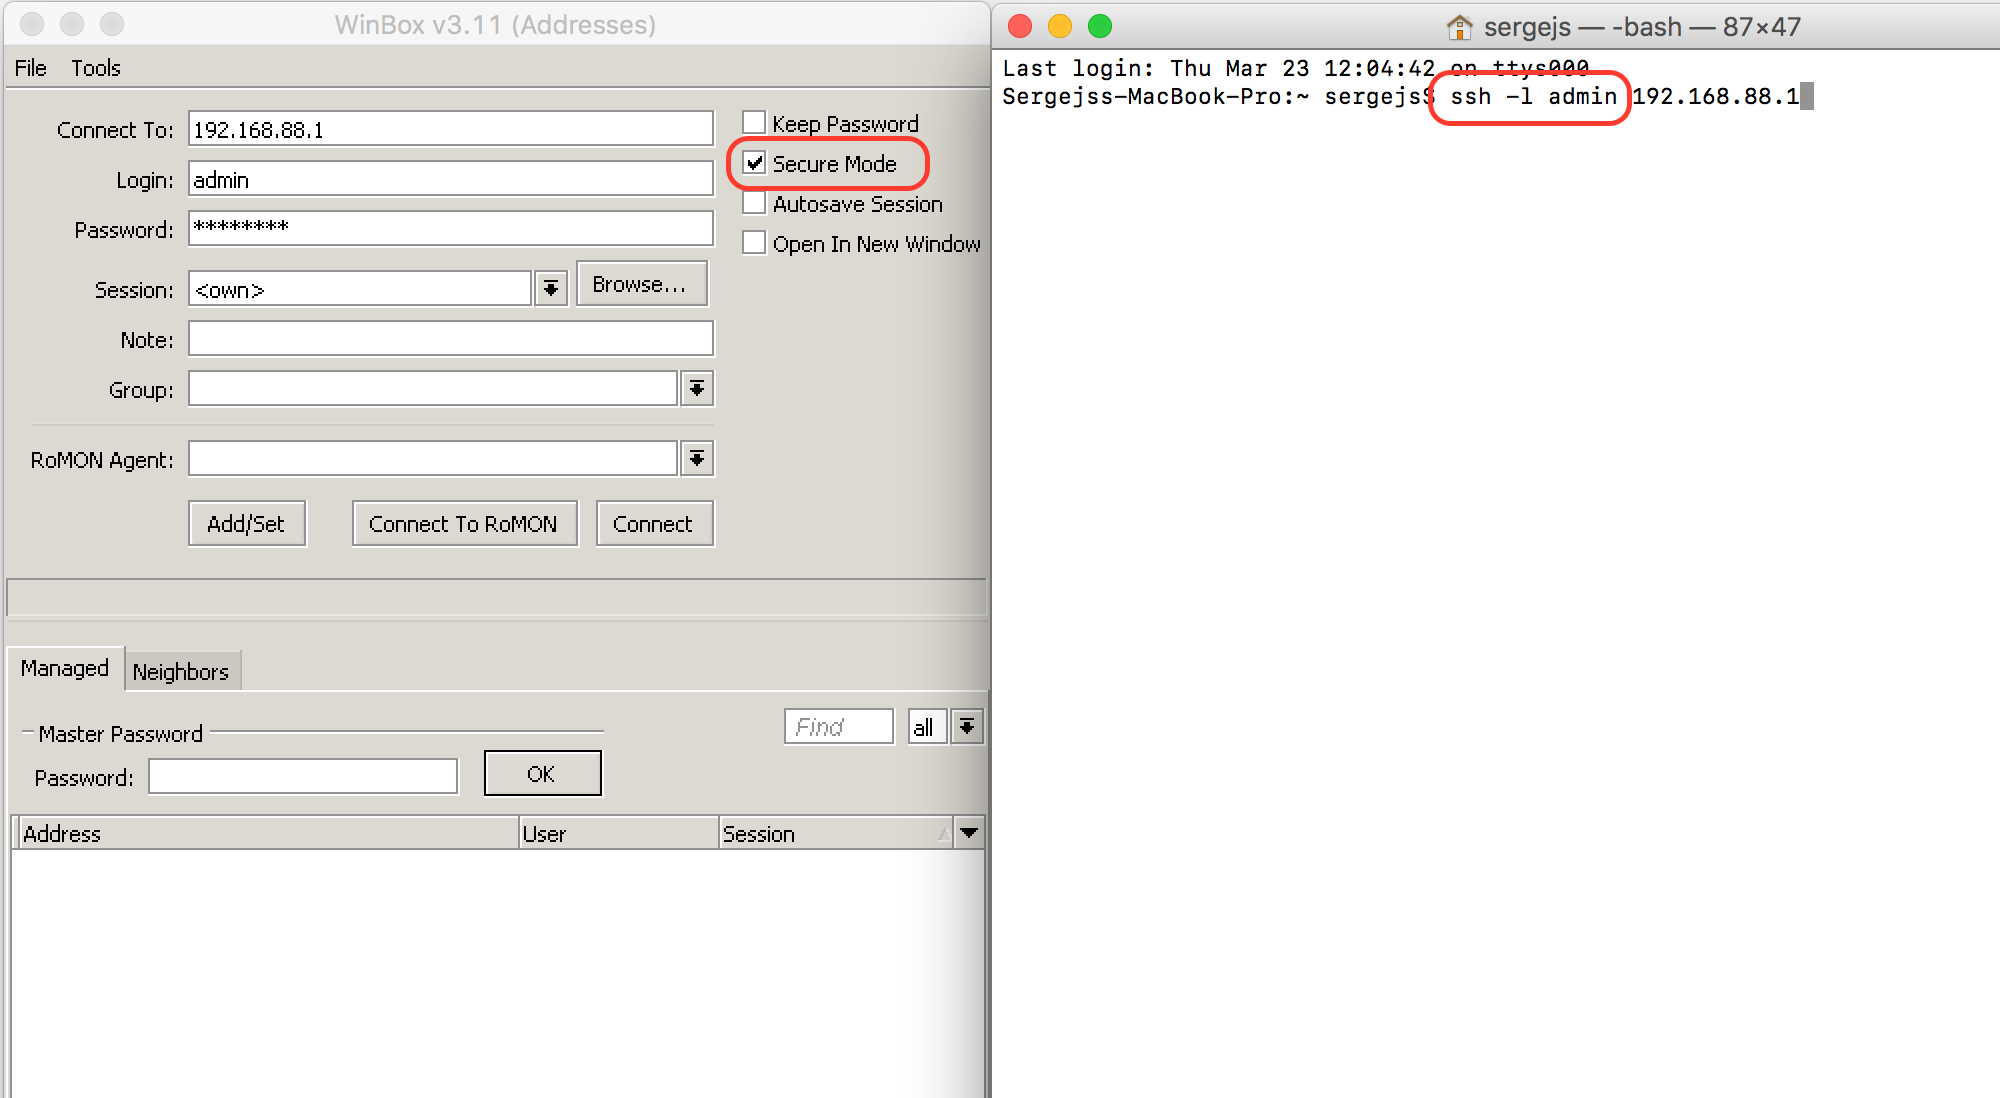 WinBox v3.11 (Addresses)
File Tools
Connect To: 192.168.88.1
Login: admin
Password: ********
Session: <own> Browse...
Note:
Group:
RoMON Agent:
Add/Set Connect To RoMON Connect
Keep Password
Secure Mode
Autosave Session
Open In New Window
Managed Neighbors
Master Password
Find all
Password: OK
Address User Session
sergejs — -bash — 87×47
Last login: Thu Mar 23 12:04:42 on ttys000
Sergejss-MacBook-Pro:~ sergejs$ ssh -l admin 192.168.88.1